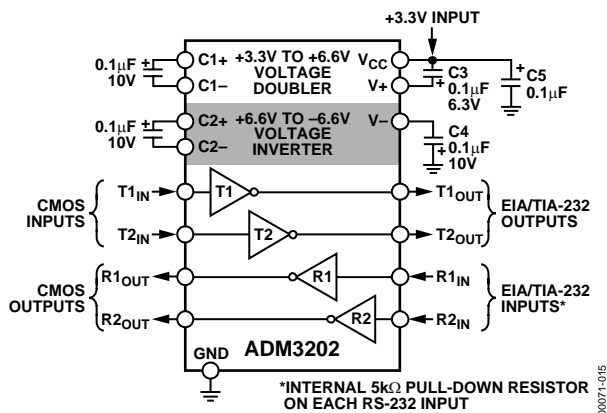 +3.3V INPUT
0.1μF
10V
+
C1+
C1–
+3.3V TO +6.6V
VOLTAGE
DOUBLER
VCC
V+
+
C3
0.1μF
6.3V
+
C5
0.1μF
0.1μF
10V
+
C2+
C2–
+6.6V TO –6.6V
VOLTAGE
INVERTER
V–
+
C4
0.1μF
10V
CMOS
INPUTS
T1IN
T2IN
T1
T2
T1OUT
T2OUT
EIA/TIA-232
OUTPUTS
CMOS
OUTPUTS
R1OUT
R2OUT
R1
R2
R1IN
R2IN
EIA/TIA-232
INPUTS*
GND
ADM3202
*INTERNAL 5kΩ PULL-DOWN RESISTOR
ON EACH RS-232 INPUT
00071-015